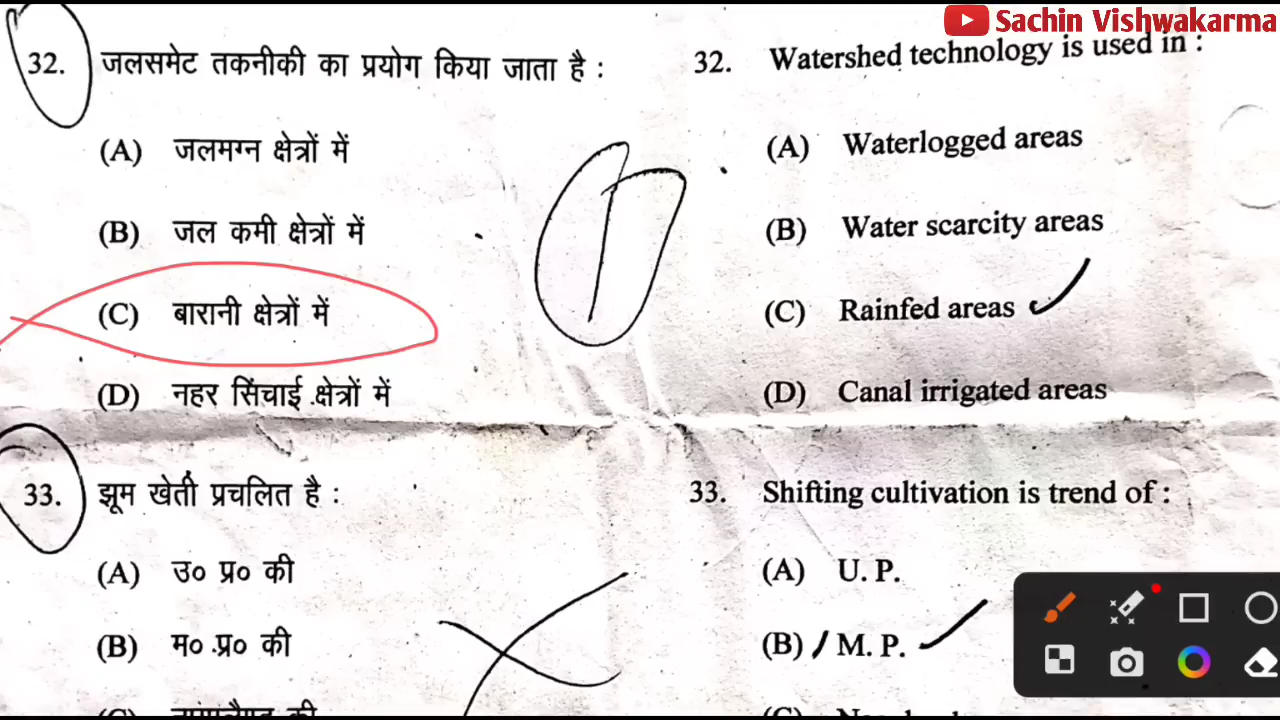 Sachin Vishwakarma
32. जलसमेट तकनीकी का प्रयोग किया जाता है :
(A) जलमग्न क्षेत्रों में
(B) जल कमी क्षेत्रों में
(C) बारानी क्षेत्रों में
(D) नहर सिंचाई क्षेत्रों में
33. झूम खेती प्रचलित है :
(A) उ० प्र० की
(B) म० प्र० की
32. Watershed technology is used in :
(A) Waterlogged areas
(B) Water scarcity areas
(C) Rainfed areas
(D) Canal irrigated areas
33. Shifting cultivation is trend of :
(A) U. P.
(B) M. P.